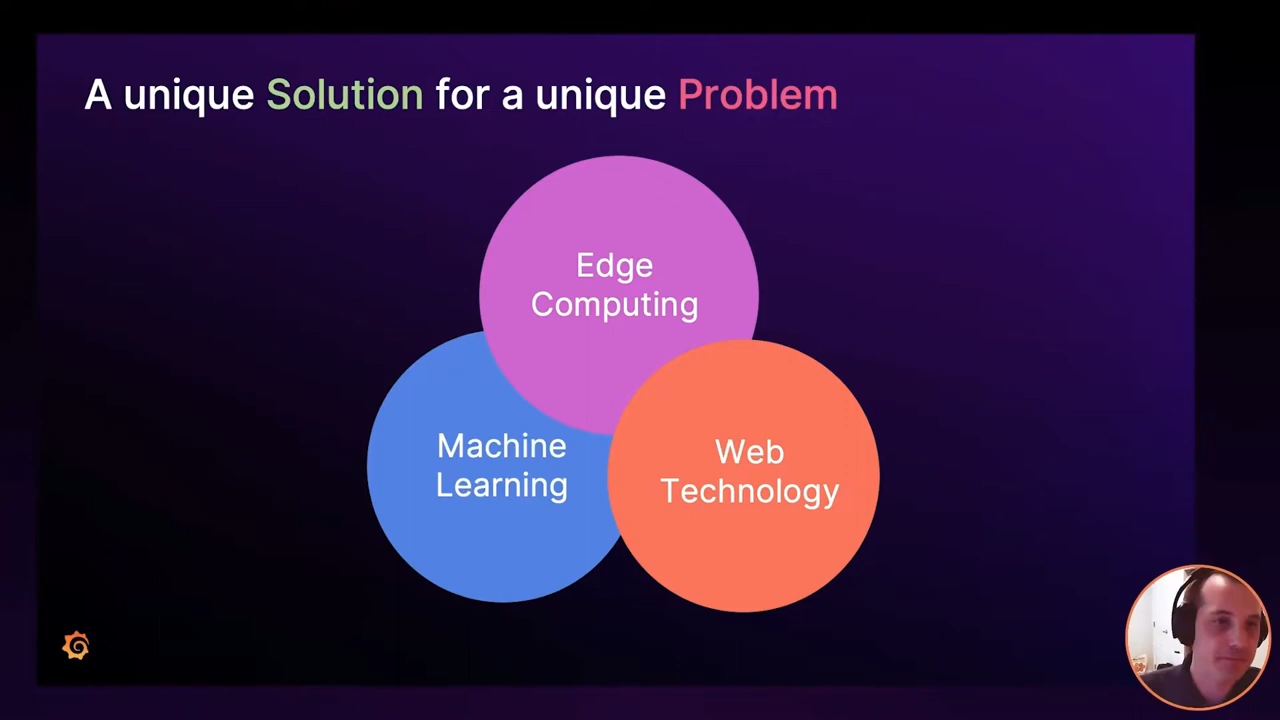 A unique Solution for a unique Problem
Edge
Computing
Machine
Learning
Web
Technology